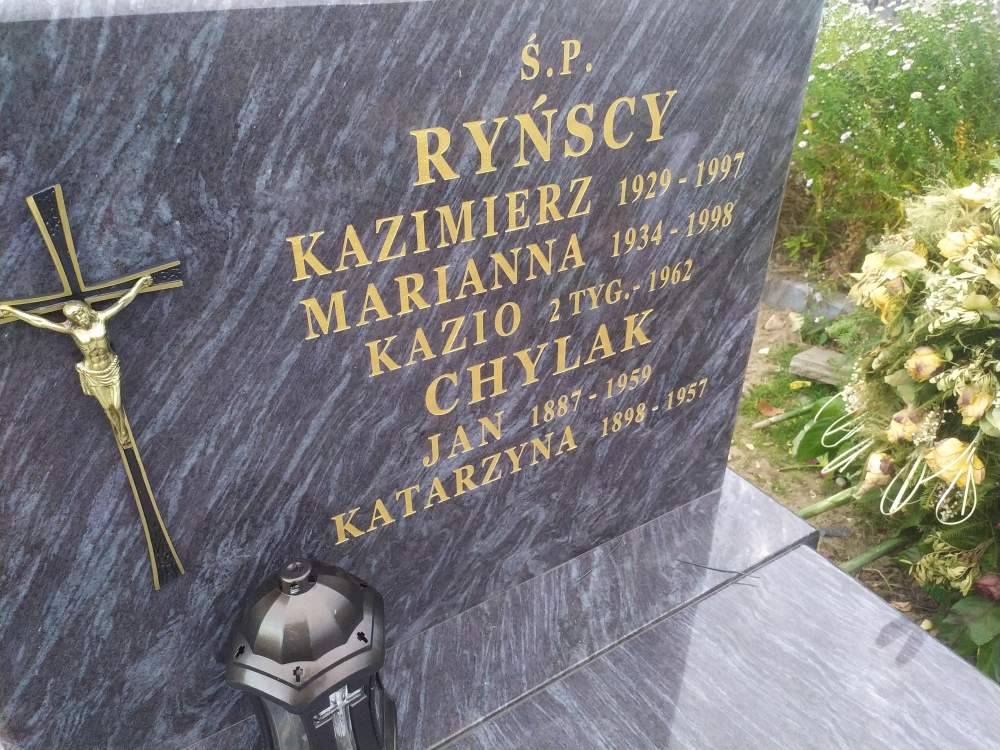 Ś.P.
RYŃSCY
KAZIMIERZ 1929 - 1997
MARIANNA 1934 - 1998
KAZIO 2 TYG.- 1962
CHYLAK
JAN 1887 - 1959
KATARZYNA 1898 - 1957